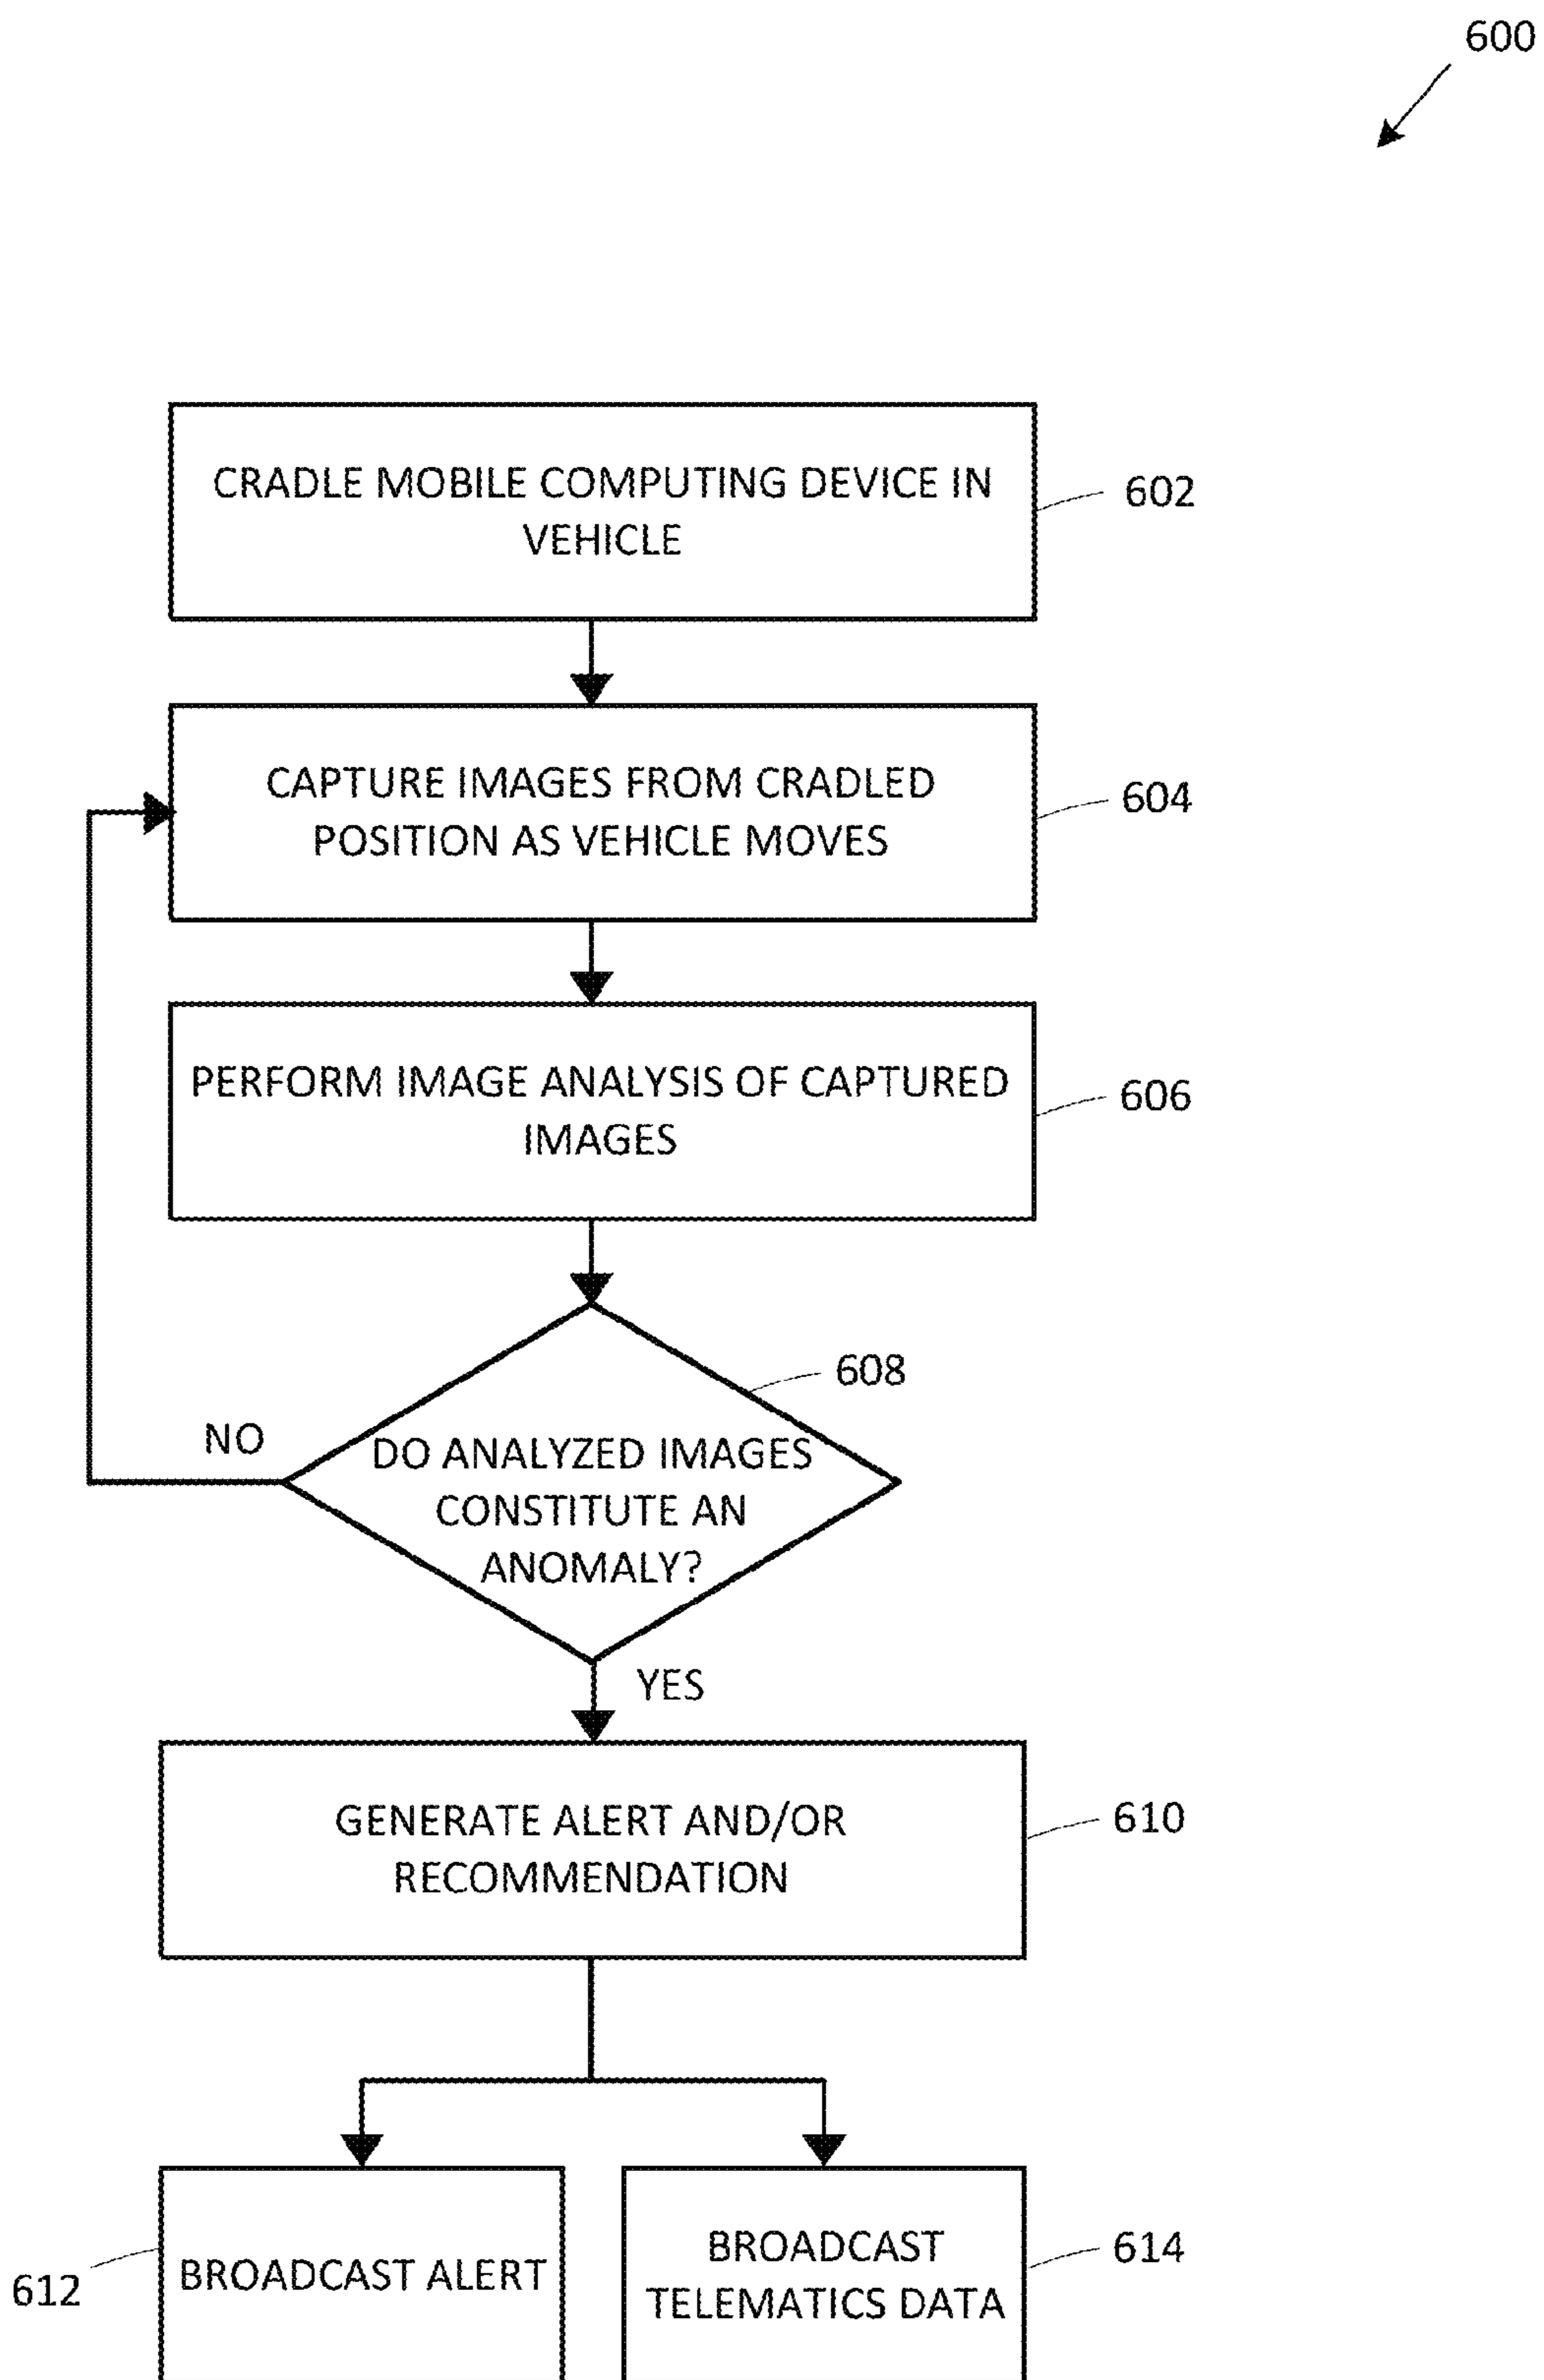 600
CRADLE MOBILE COMPUTING DEVICE IN
VEHICLE
602
CAPTURE IMAGES FROM CRADLED
POSITION AS VEHICLE MOVES
604
PERFORM IMAGE ANALYSIS OF CAPTURED
IMAGES
606
608
NO
DO ANALYZED IMAGES
CONSTITUTE AN
ANOMALY?
YES
GENERATE ALERT AND/OR
RECOMMENDATION
610
BROADCAST ALERT
612
BROADCAST
TELEMATICS DATA
614